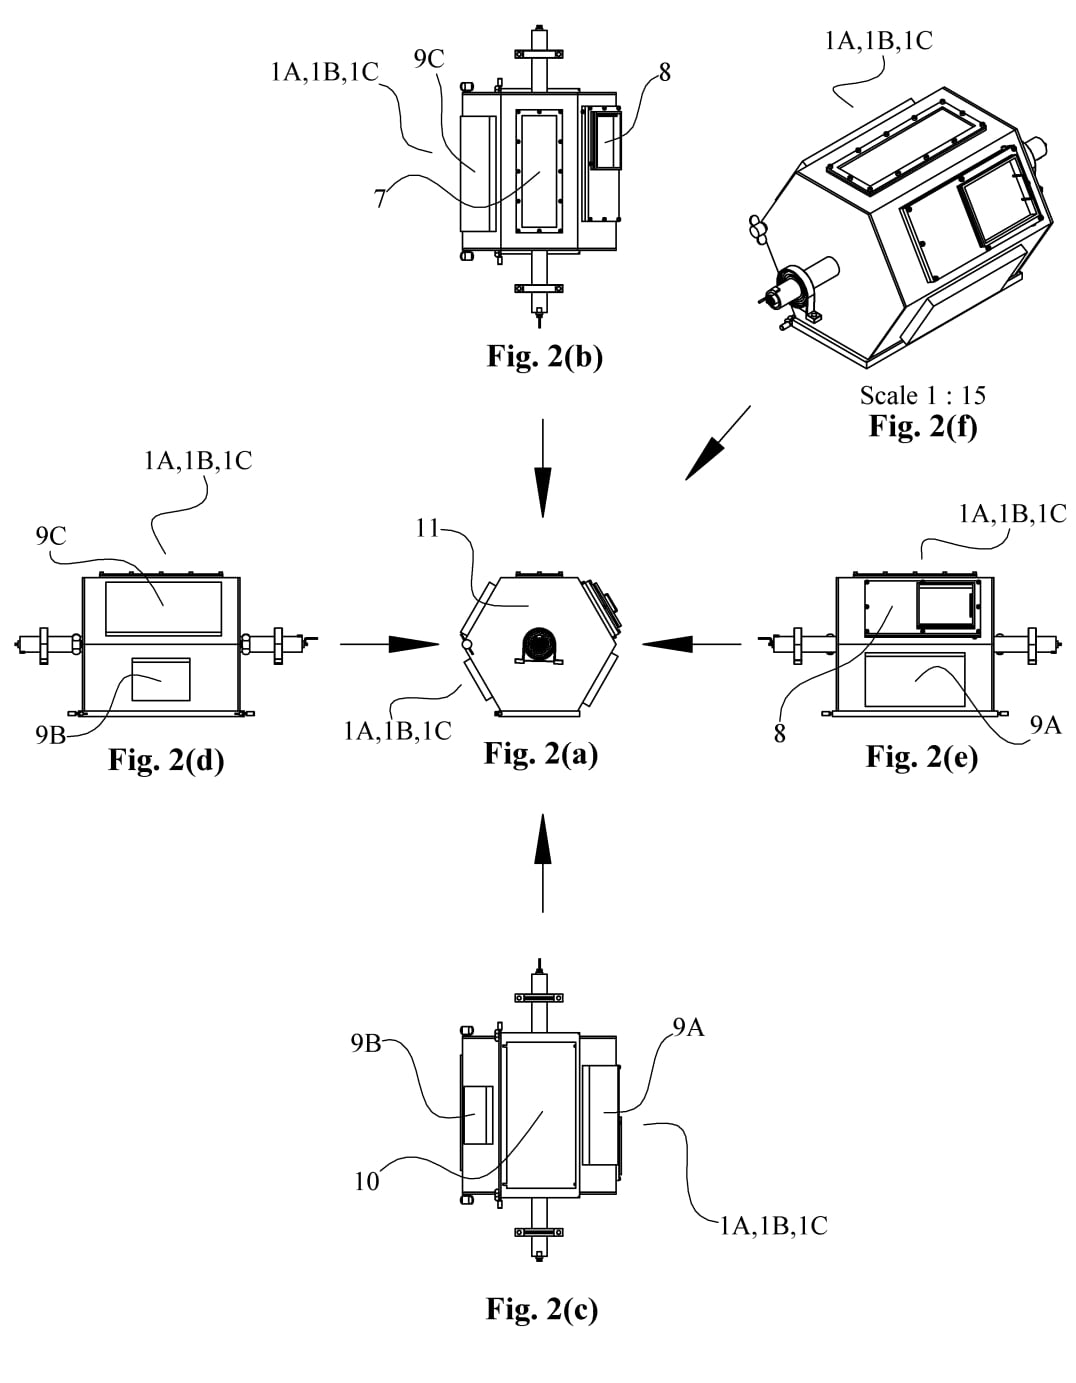 1A,1B,1C
9C
1A,1B,1C
8
7
Fig. 2(b)
Scale 1 : 15
Fig. 2(f)
1A,1B,1C
9C
11
1A,1B,1C
9B
1A,1B,1C
8
9A
Fig. 2(d)
Fig. 2(a)
Fig. 2(e)
9B
9A
10
1A,1B,1C
Fig. 2(c)